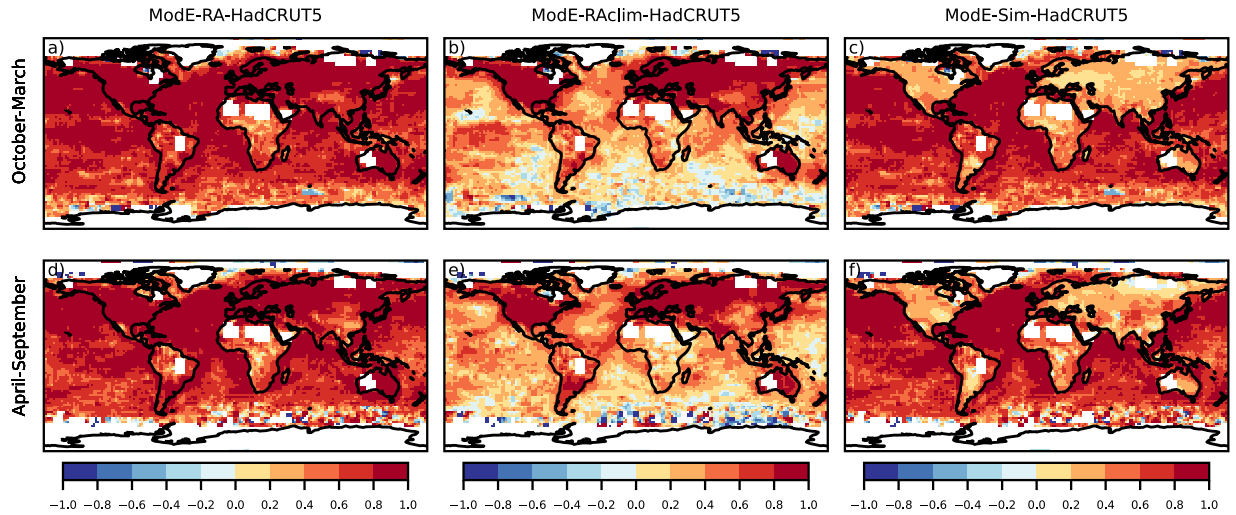 ModE-RA-HadCRUT5 ModE-RAclim-HadCRUT5 ModE-Sim-HadCRUT5
October-March
a) b) c)
April-September
d) e) f)
−1.0 −0.8 −0.6 −0.4 −0.2 0.0 0.2 0.4 0.6 0.8 1.0
−1.0 −0.8 −0.6 −0.4 −0.2 0.0 0.2 0.4 0.6 0.8 1.0
−1.0 −0.8 −0.6 −0.4 −0.2 0.0 0.2 0.4 0.6 0.8 1.0